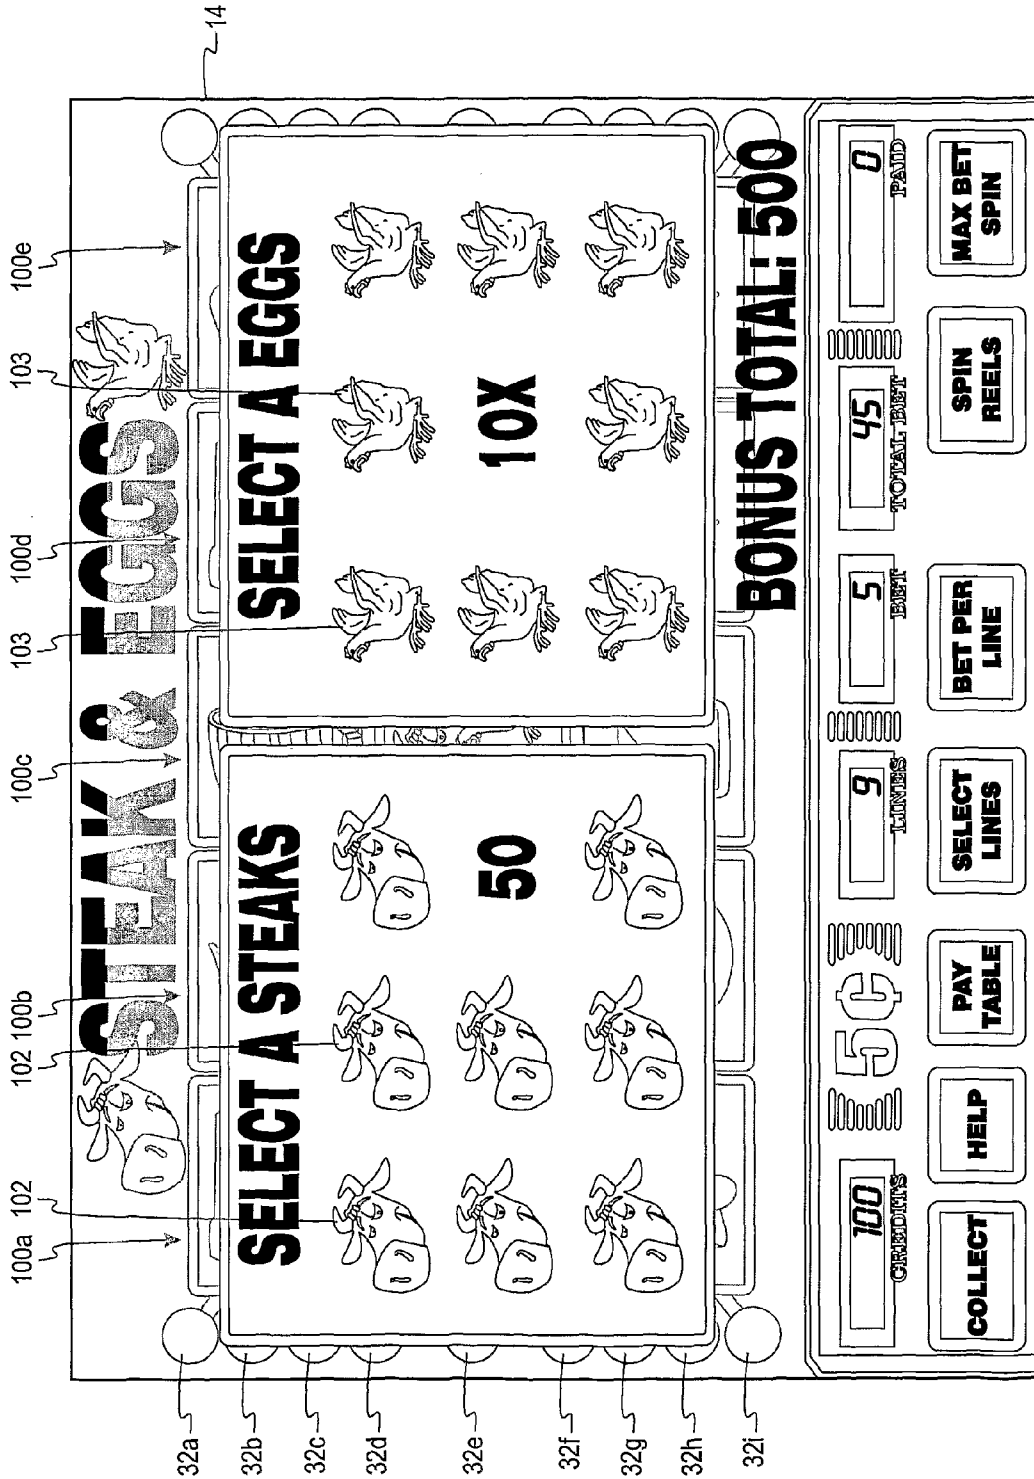 100a
102
102
100b
100c
103
100d
103
100e
14
STEAK & EGGS
32a
32b
32c
32d
32e
32f
32g
32h
32i
SELECT A STEAKS
50
SELECT A EGGS
10X
BONUS TOTAL: 500
100
CREDITS
5¢
9
LINES
5
BET
45
TOTAL BET
0
PAID
COLLECT
HELP
PAY
TABLE
SELECT
LINES
BET PER
LINE
SPIN
REELS
MAX BET
SPIN